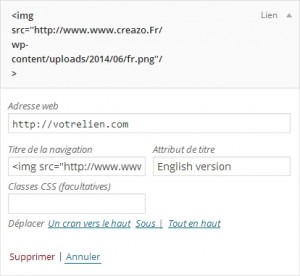 <img Lien
src="http://www.www.creazo.Fr/
wp-
content/uploads/2014/06/fr.png"/
>
Adresse web
http://votrelien.com
Titre de la navigation Attribut de titre
<img src="http://www.wwv English version
Classes CSS (facultatives)
Déplacer Un cran vers le haut Sous | Tout en haut
Supprimer | Annuler